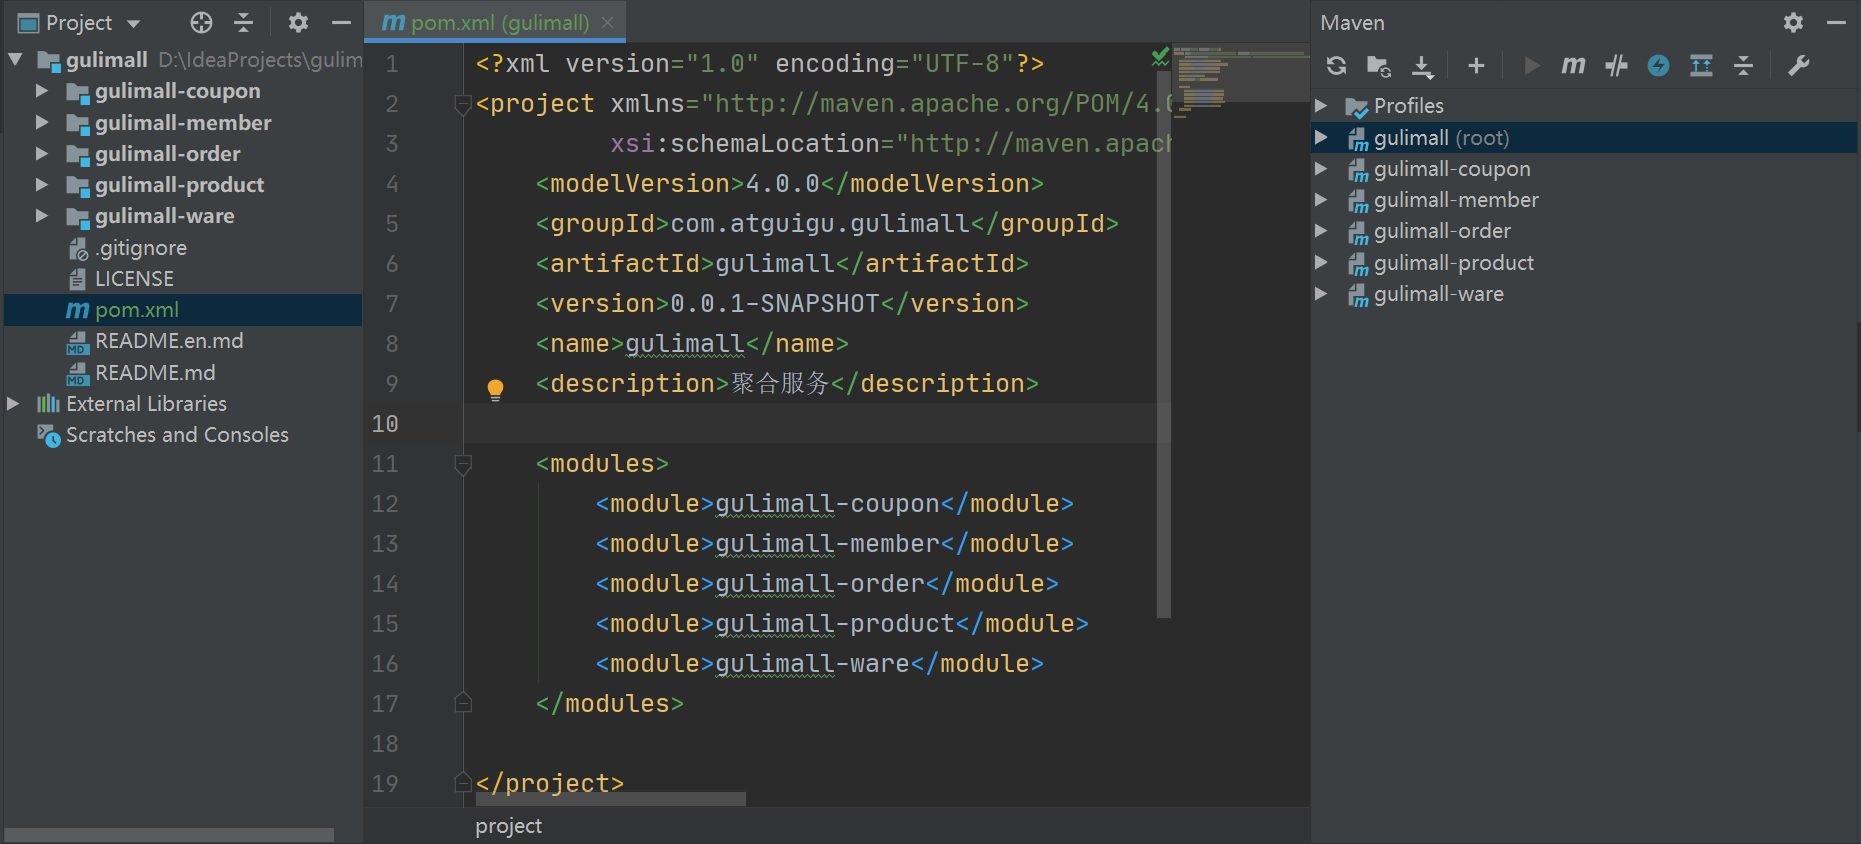 Project
gulimall D:\IdeaProjects\gulim
gulimall-coupon
gulimall-member
gulimall-order
gulimall-product
gulimall-ware
.gitignore
LICENSE
pom.xml
README.en.md
README.md
External Libraries
Scratches and Consoles
pom.xml (gulimall)
1 <?xml version="1.0" encoding="UTF-8"?>
2 <project xmlns="http://maven.apache.org/POM/4.0
3 xsi:schemaLocation="http://maven.apach
4 <modelVersion>4.0.0</modelVersion>
5 <groupId>com.atguigu.gulimall</groupId>
6 <artifactId>gulimall</artifactId>
7 <version>0.0.1-SNAPSHOT</version>
8 <name>gulimall</name>
9 <description>聚合服务</description>
10
11 <modules>
12 <module>gulimall-coupon</module>
13 <module>gulimall-member</module>
14 <module>gulimall-order</module>
15 <module>gulimall-product</module>
16 <module>gulimall-ware</module>
17 </modules>
18
19 </project>
project
Maven
Profiles
gulimall (root)
gulimall-coupon
gulimall-member
gulimall-order
gulimall-product
gulimall-ware